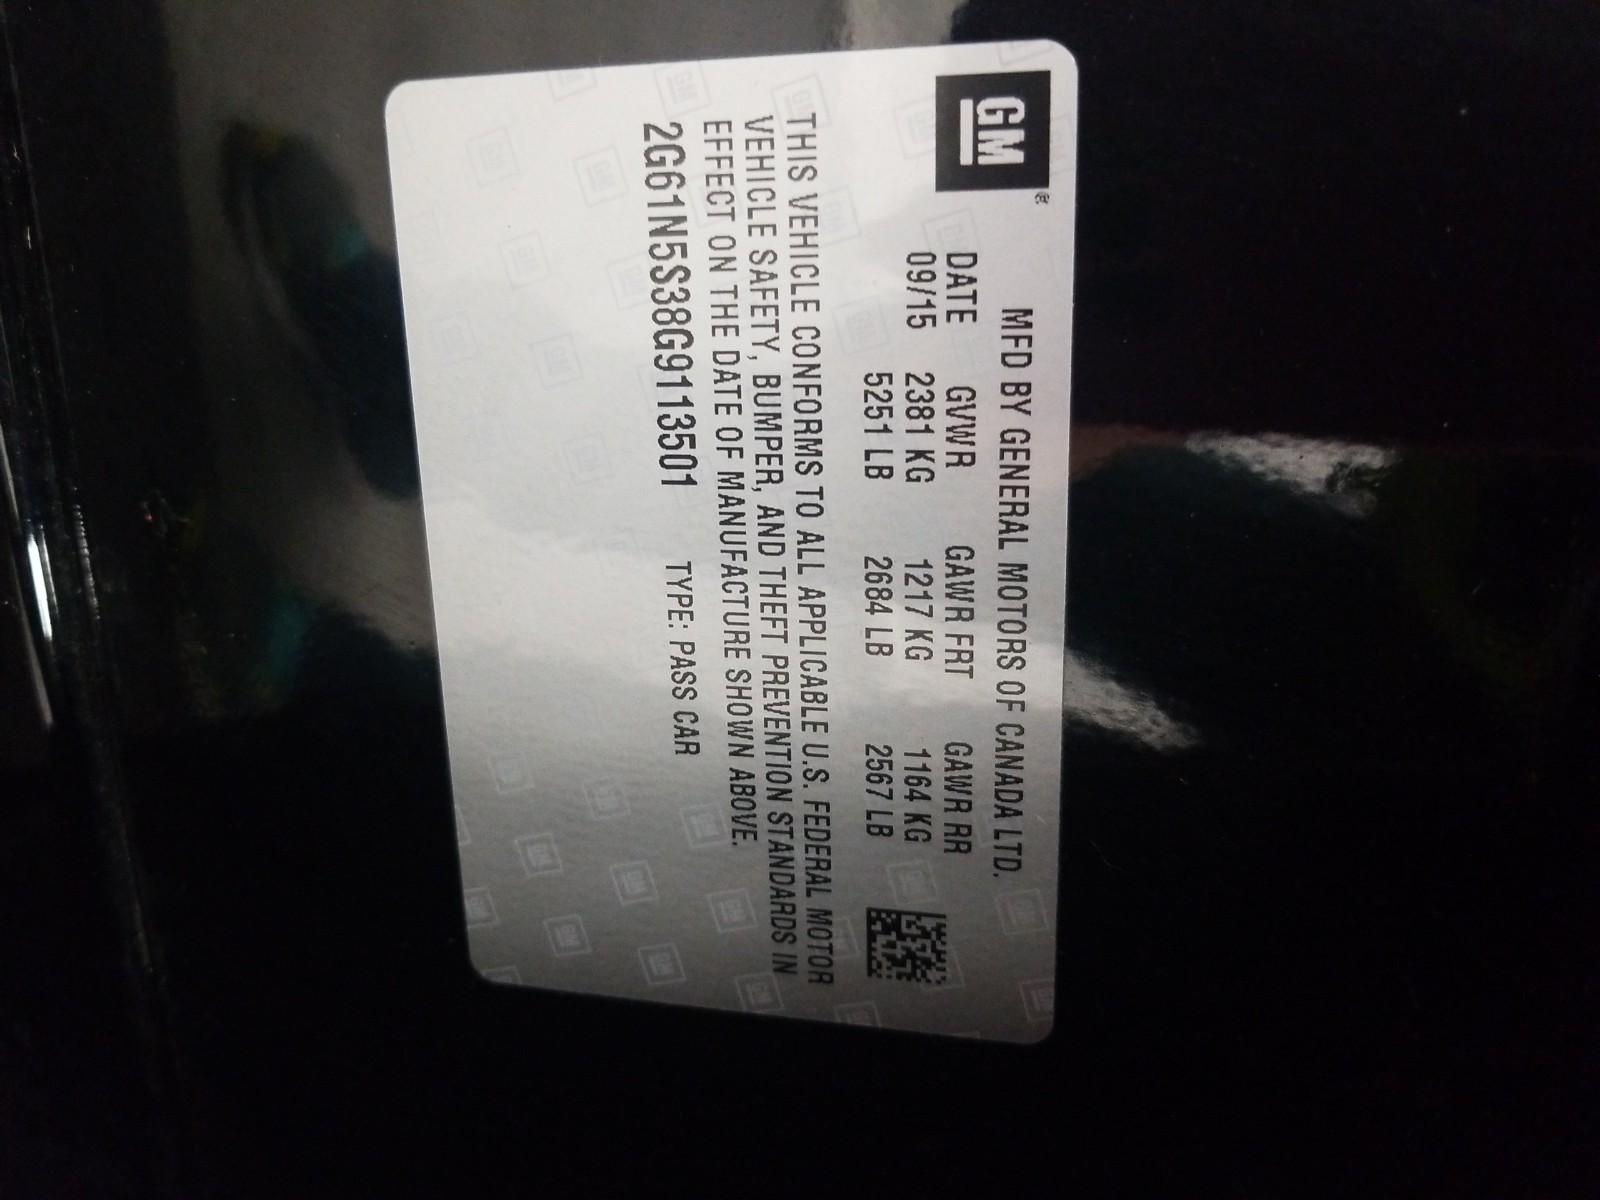 GM®
MFD BY GENERAL MOTORS OF CANADA LTD.
DATE GVWR GAWR FRT GAWR RR
09/15 2381 KG 1217 KG 1164 KG
5251 LB 2684 LB 2567 LB
THIS VEHICLE CONFORMS TO ALL APPLICABLE U.S. FEDERAL MOTOR
VEHICLE SAFETY, BUMPER, AND THEFT PREVENTION STANDARDS IN
EFFECT ON THE DATE OF MANUFACTURE SHOWN ABOVE.
2G61N5S38G9113501 TYPE: PASS CAR